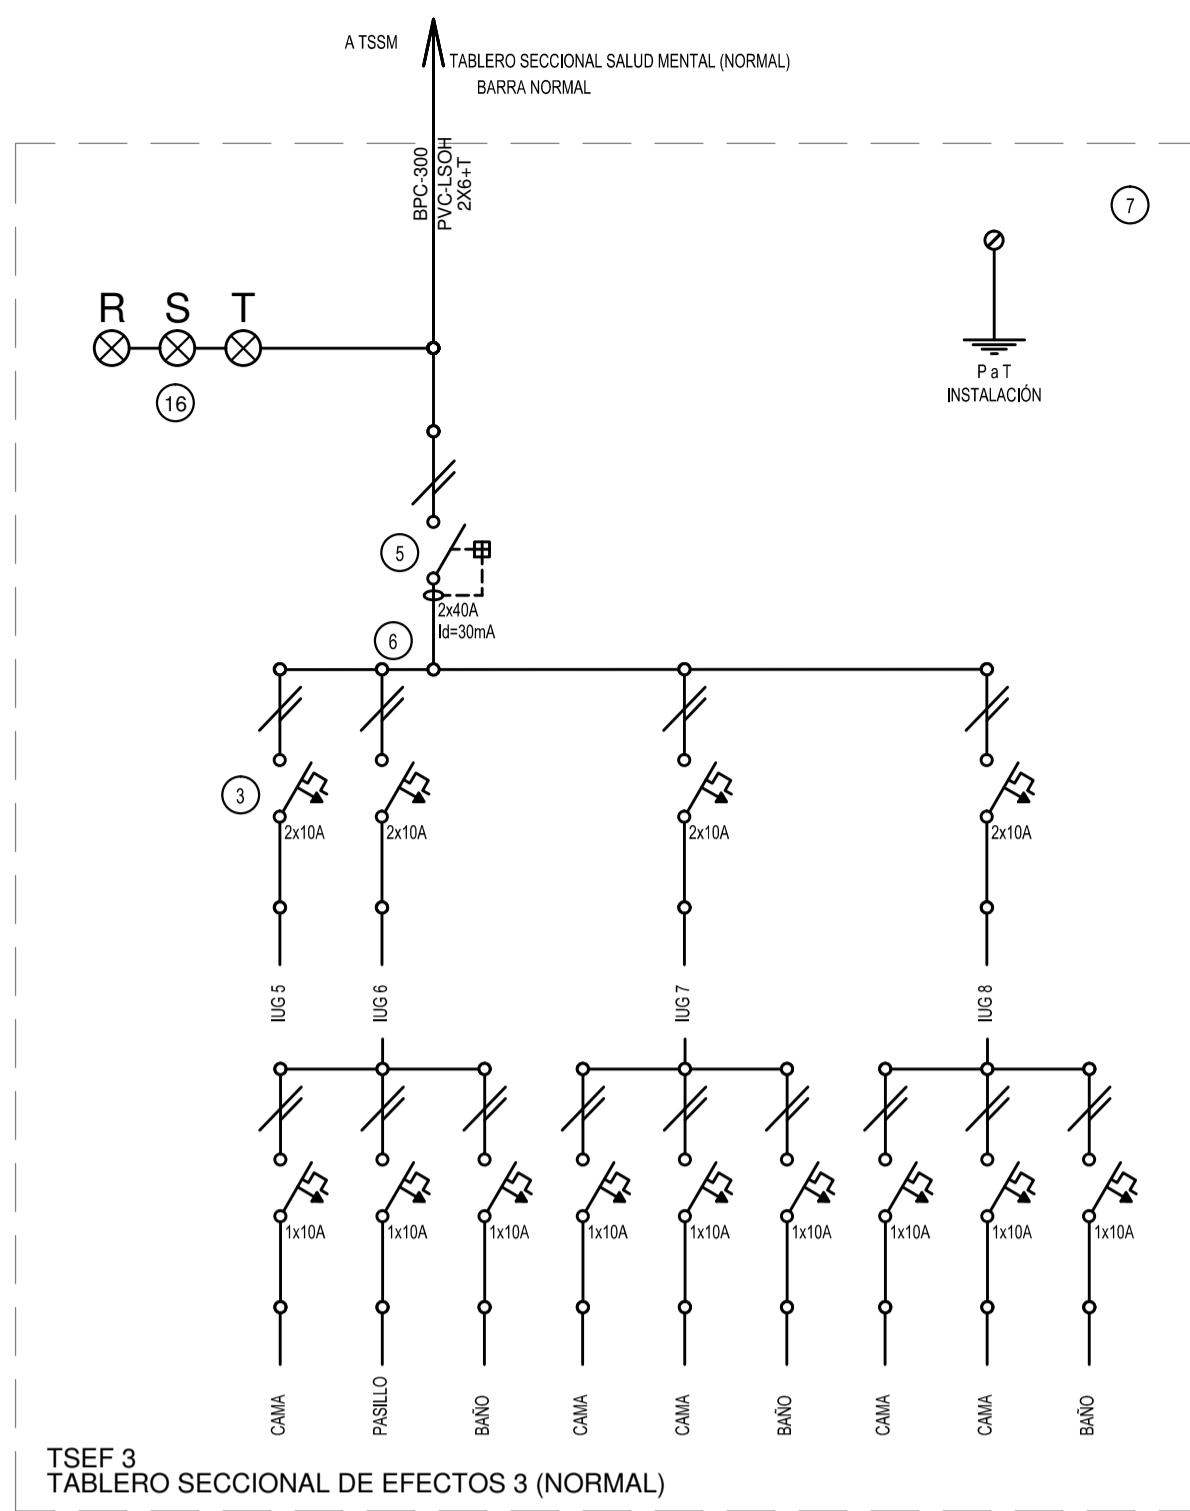 A TSSM
TABLERO SECCIONAL SALUD MENTAL (NORMAL)
BARRA NORMAL
BPC-300
PVC-LSOH
2X6+T
7
R S T
16
P a T
INSTALACIÓN
5
2x40A
Id=30mA
6
3
2x10A 2x10A 2x10A 2x10A
IUG 5 IUG 6 IUG 7 IUG 8
1x10A 1x10A 1x10A 1x10A 1x10A 1x10A 1x10A 1x10A 1x10A
CAMA PASILLO BAÑO CAMA CAMA BAÑO CAMA CAMA BAÑO
TSEF 3
TABLERO SECCIONAL DE EFECTOS 3 (NORMAL)